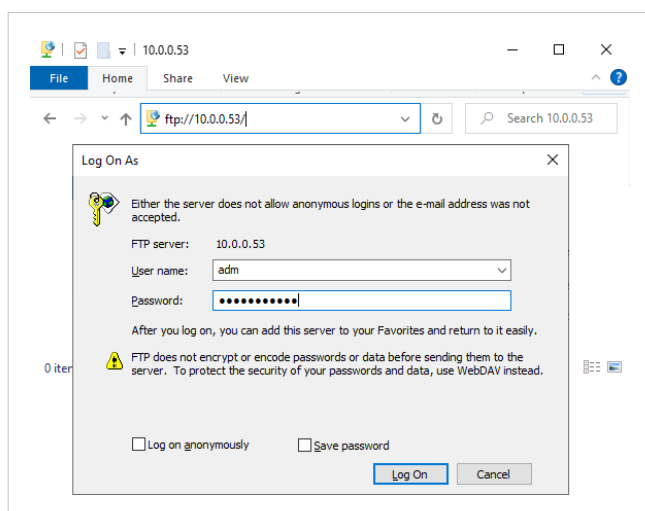 10.0.0.53
File Home Share View
ftp://10.0.0.53/ Search 10.0.0.53
Log On As
Either the server does not allow anonymous logins or the e-mail address was not
accepted.
FTP server: 10.0.0.53
User name: adm
Password: ●●●●●●●●●●●
After you log on, you can add this server to your Favorites and return to it easily.
FTP does not encrypt or encode passwords or data before sending them to the
server. To protect the security of your passwords and data, use WebDAV instead.
0 iter
Log on anonymously Save password
Log On Cancel